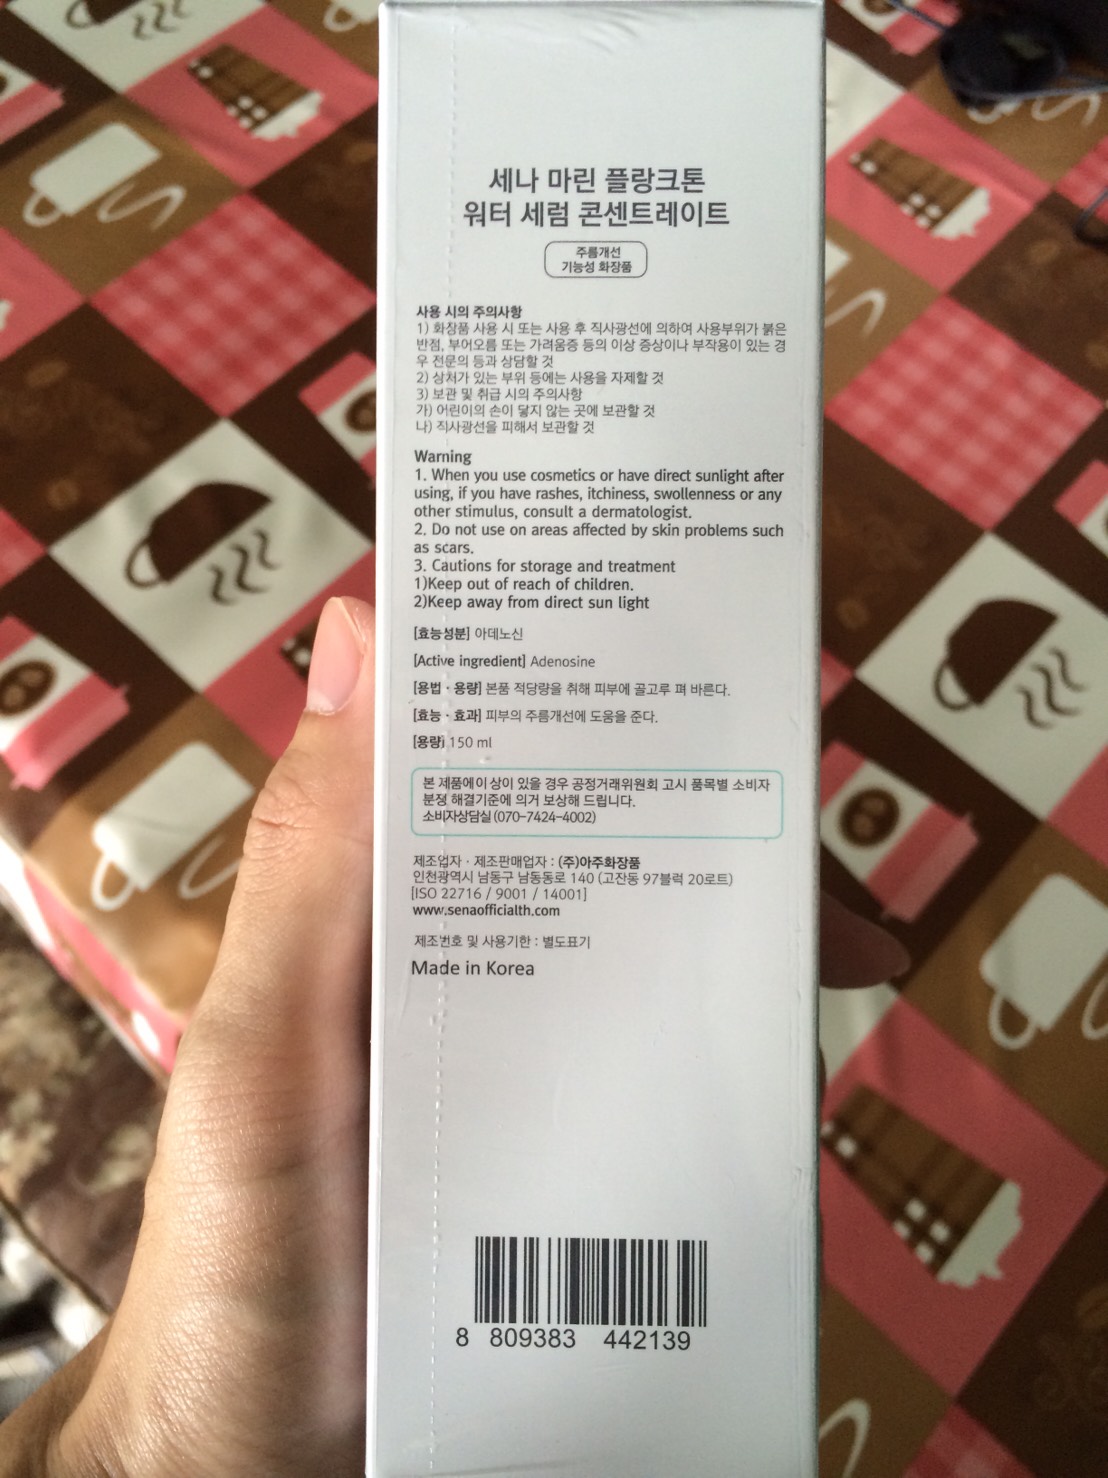 세나 마린 플랑크톤
워터 세럼 콘센트레이트
주름개선
기능성 화장품
사용 시의 주의사항
1) 화장품 사용 시 또는 사용 후 직사광선에 의하여 사용부위가 붉은
반점, 부어오름 또는 가려움증 등의 이상 증상이나 부작용이 있는 경
우 전문의 등과 상담할 것
2) 상처가 있는 부위 등에는 사용을 자제할 것
3) 보관 및 취급 시의 주의사항
가) 어린이의 손이 닿지 않는 곳에 보관할 것
나) 직사광선을 피해서 보관할 것
Warning
1. When you use cosmetics or have direct sunlight after
using, if you have rashes, itchiness, swollenness or any
other stimulus, consult a dermatologist.
2. Do not use on areas affected by skin problems such
as scars.
3. Cautions for storage and treatment
1)Keep out of reach of children.
2)Keep away from direct sun light
[효능성분] 아데노신
[Active ingredient] Adenosine
[용법 · 용량] 본품 적당량을 취해 피부에 골고루 펴 바른다.
[효능 · 효과] 피부의 주름개선에 도움을 준다.
[용량] 150 ml
본 제품에 이상이 있을 경우 공정거래위원회 고시 품목별 소비자
분쟁 해결기준에 의거 보상해 드립니다.
소비자상담실 (070-7424-4002)
제조업자 · 제조판매업자 : (주)아주화장품
인천광역시 남동구 남동동로 140 (고잔동 97블럭 20로트)
[ISO 22716 / 9001 / 14001]
www.senaofficialth.com
제조번호 및 사용기한 : 별도표기
Made in Korea
8 809383 442139